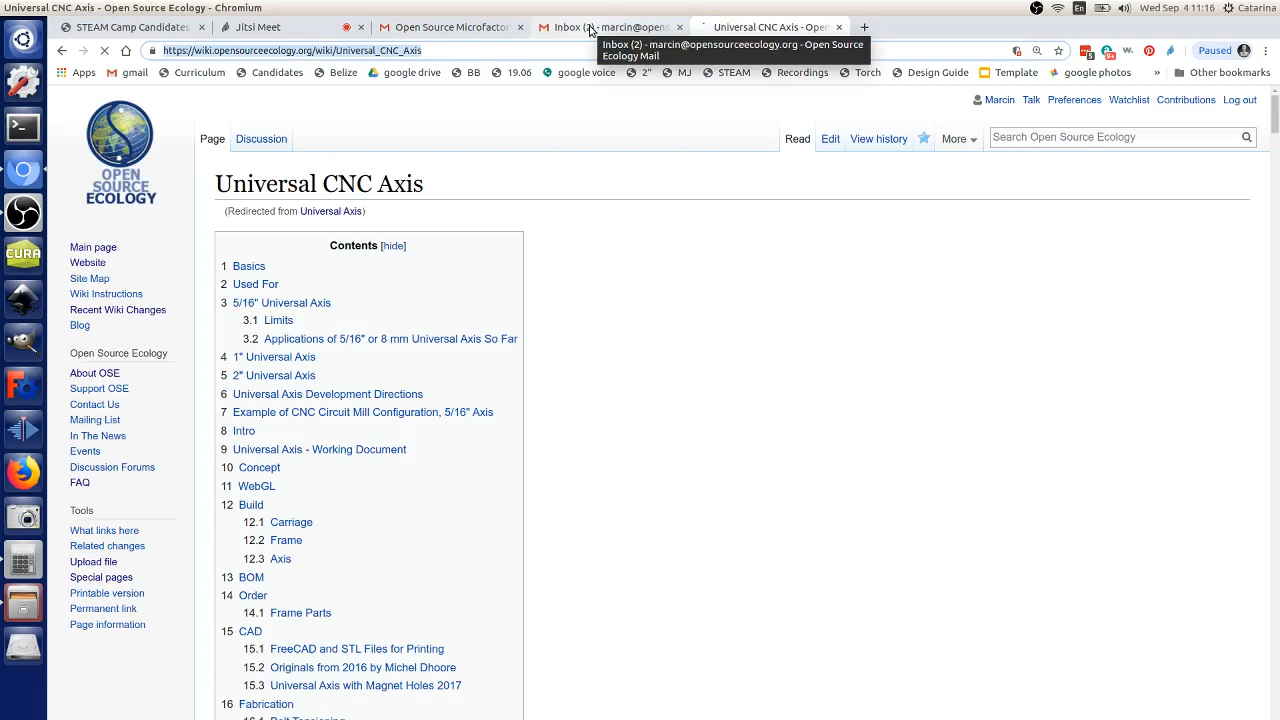 Universal CNC Axis - Open Source Ecology - Chromium
En
Wed Sep 4 11:16
Catarina
STEAM Camp Candidates
Jitsi Meet
Open Source Microfactor
Inbox (2) - marcin@opens
Universal CNC Axis - Oper
https://wiki.opensourceecology.org/wiki/Universal_CNC_Axis
Inbox (2) - marcin@opensourceecology.org - Open Source
Ecology Mail
Paused
Apps
gmail
Curriculum
Candidates
Belize
google drive
BB
19.06
google voice
2"
MJ
STEAM
Recordings
Torch
Design Guide
Template
google photos
»
Other bookmarks
Marcin
Talk
Preferences
Watchlist
Contributions
Log out
Page
Discussion
Read
Edit
View history
More
Search Open Source Ecology
OPEN
SOURCE
ECOLOGY
CURA
Main page
Website
Site Map
Wiki Instructions
Recent Wiki Changes
Blog
Open Source Ecology
About OSE
Support OSE
Contact Us
Mailing List
In The News
Events
Discussion Forums
FAQ
Tools
What links here
Related changes
Upload file
Special pages
Printable version
Permanent link
Page information
Universal CNC Axis
(Redirected from Universal Axis)
Contents [hide]
1 Basics
2 Used For
3 5/16" Universal Axis
3.1 Limits
3.2 Applications of 5/16" or 8 mm Universal Axis So Far
4 1" Universal Axis
5 2" Universal Axis
6 Universal Axis Development Directions
7 Example of CNC Circuit Mill Configuration, 5/16" Axis
8 Intro
9 Universal Axis - Working Document
10 Concept
11 WebGL
12 Build
12.1 Carriage
12.2 Frame
12.3 Axis
13 BOM
14 Order
14.1 Frame Parts
15 CAD
15.1 FreeCAD and STL Files for Printing
15.2 Originals from 2016 by Michel Dhoore
15.3 Universal Axis with Magnet Holes 2017
16 Fabrication
16.1 Belt Tensioning